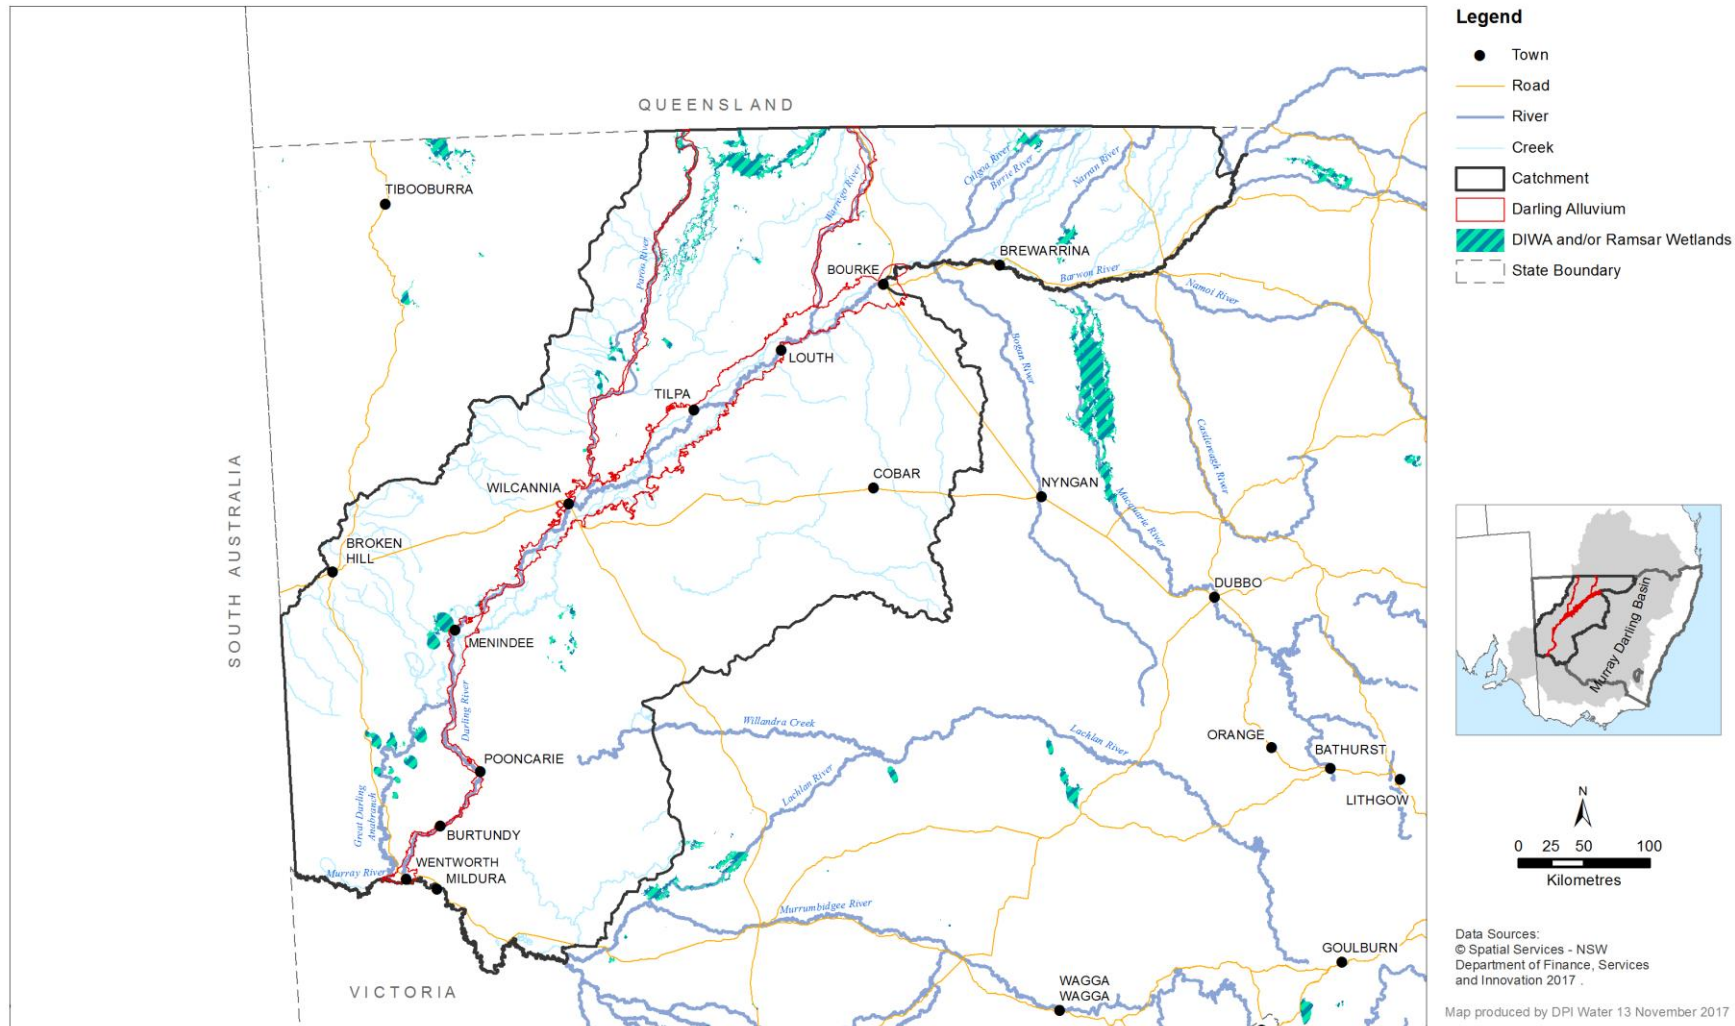 QUEENSLAND
TIBOOBURRA
Culgoa River
Birrie River
Narran River
Warrego River
Paroo River
BREWARRINA
BOURKE
Barwon River
Namoi River
LOUTH
Bogan River
TILPA
Castlereagh River
SOUTH AUSTRALIA
WILCANNIA
COBAR
NYNGAN
Macquarie River
BROKEN
HILL
DUBBO
MENINDEE
Darling River
Willandra Creek
Lachlan River
ORANGE
BATHURST
POONCARIE
Lachlan River
LITHGOW
Great Darling
Anabranch
BURTUNDY
WENTWORTH
Murray River
MILDURA
Murrumbidgee River
GOULBURN
VICTORIA
WAGGA
WAGGA
Legend
Town
Road
River
Creek
Catchment
Darling Alluvium
DIWA and/or Ramsar Wetlands
State Boundary
Murray Darling Basin
N
0 25 50 100
Kilometres
Data Sources:
© Spatial Services - NSW
Department of Finance, Services
and Innovation 2017 .
Map produced by DPI Water 13 November 2017